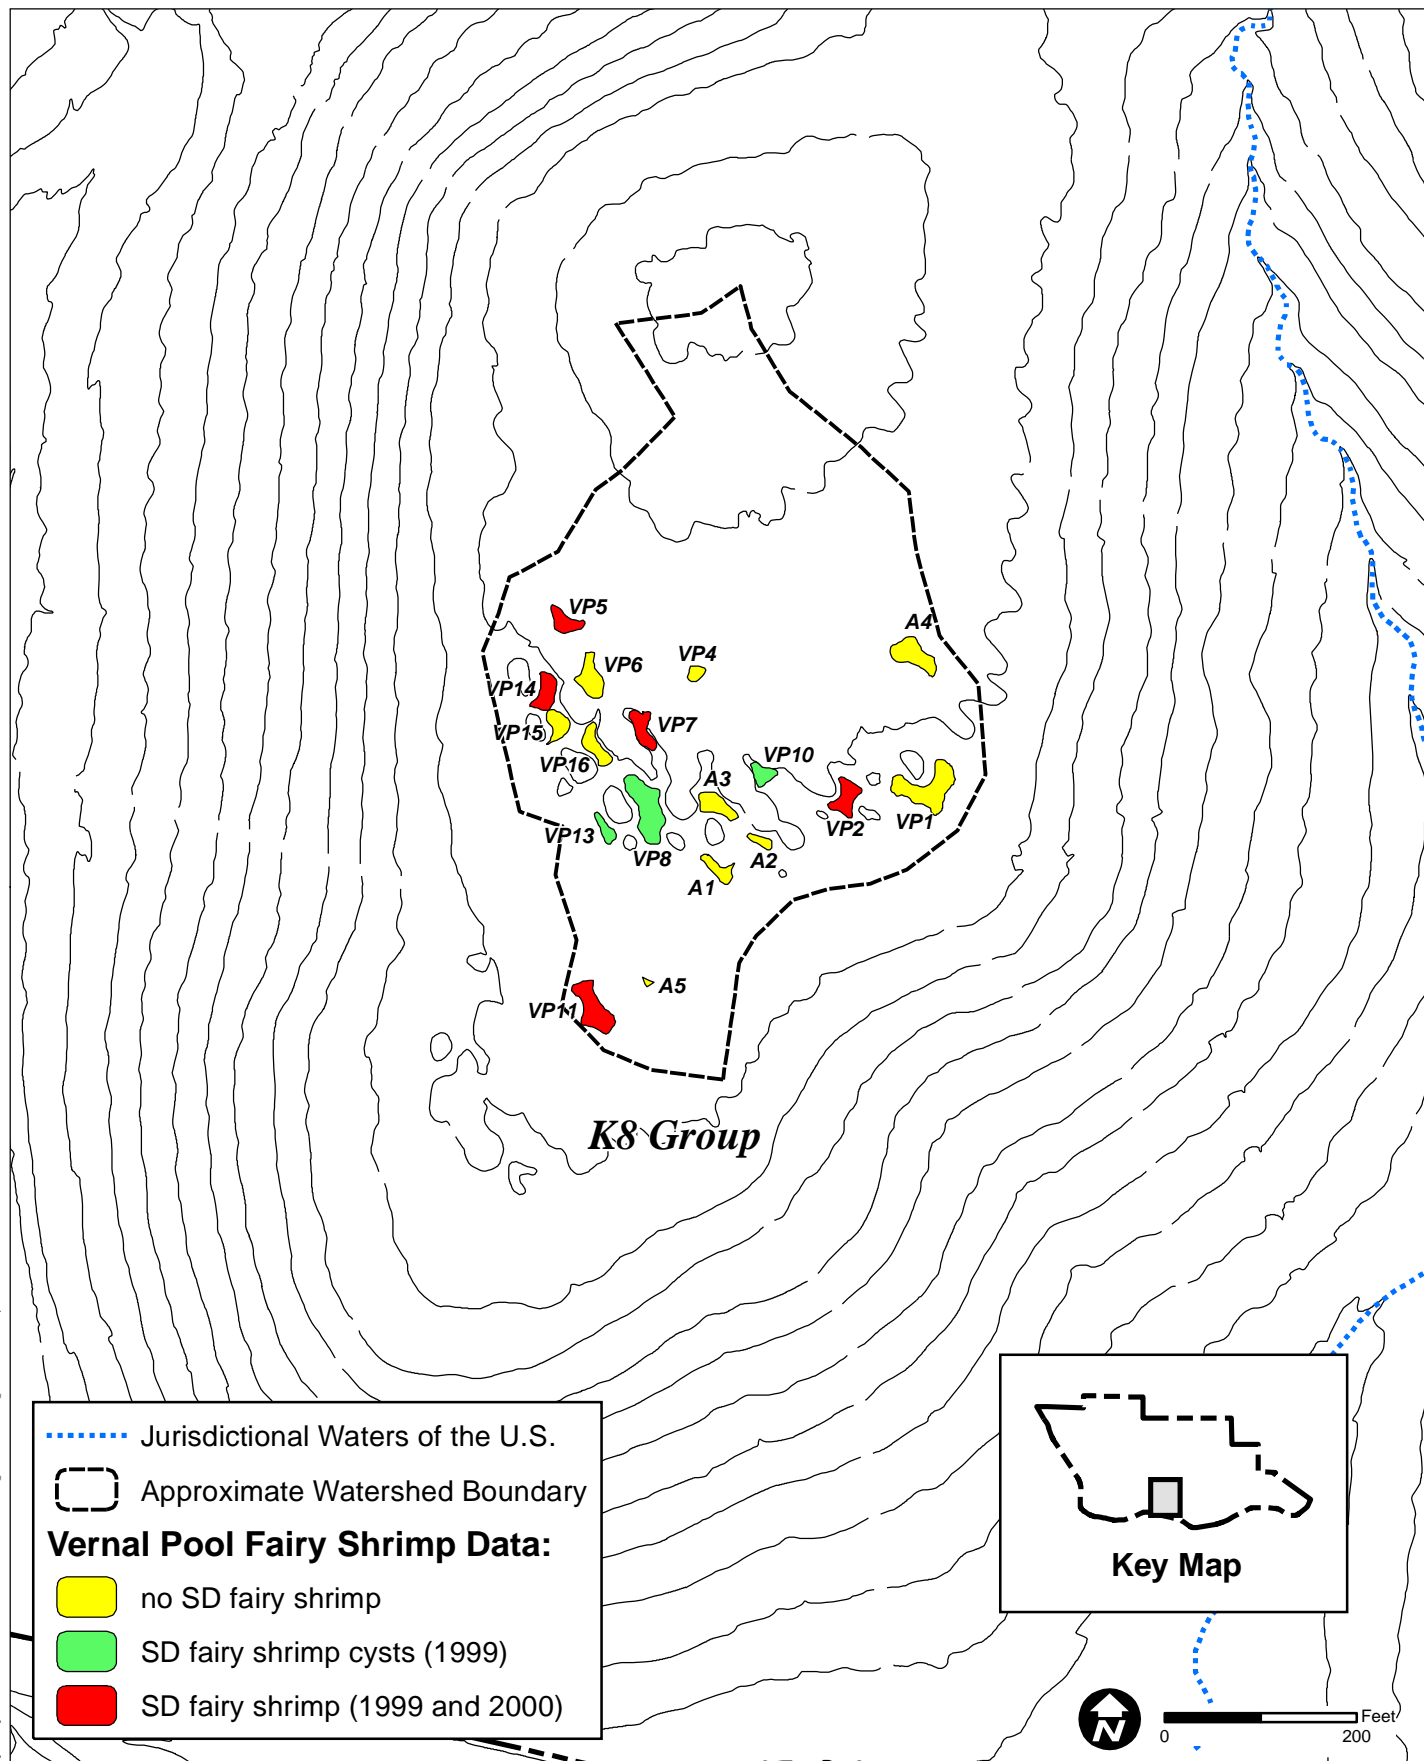 VP5
A4
VP4
VP6
VP14
VP7
VP15
VP10
VP16
A3
VP2
VP1
VP13
VP8
A2
A1
A5
VP11
K8 Group
Jurisdictional Waters of the U.S.
Approximate Watershed Boundary
Vernal Pool Fairy Shrimp Data:
no SD fairy shrimp
SD fairy shrimp cysts (1999)
SD fairy shrimp (1999 and 2000)
Key Map
N
Feet
0 200